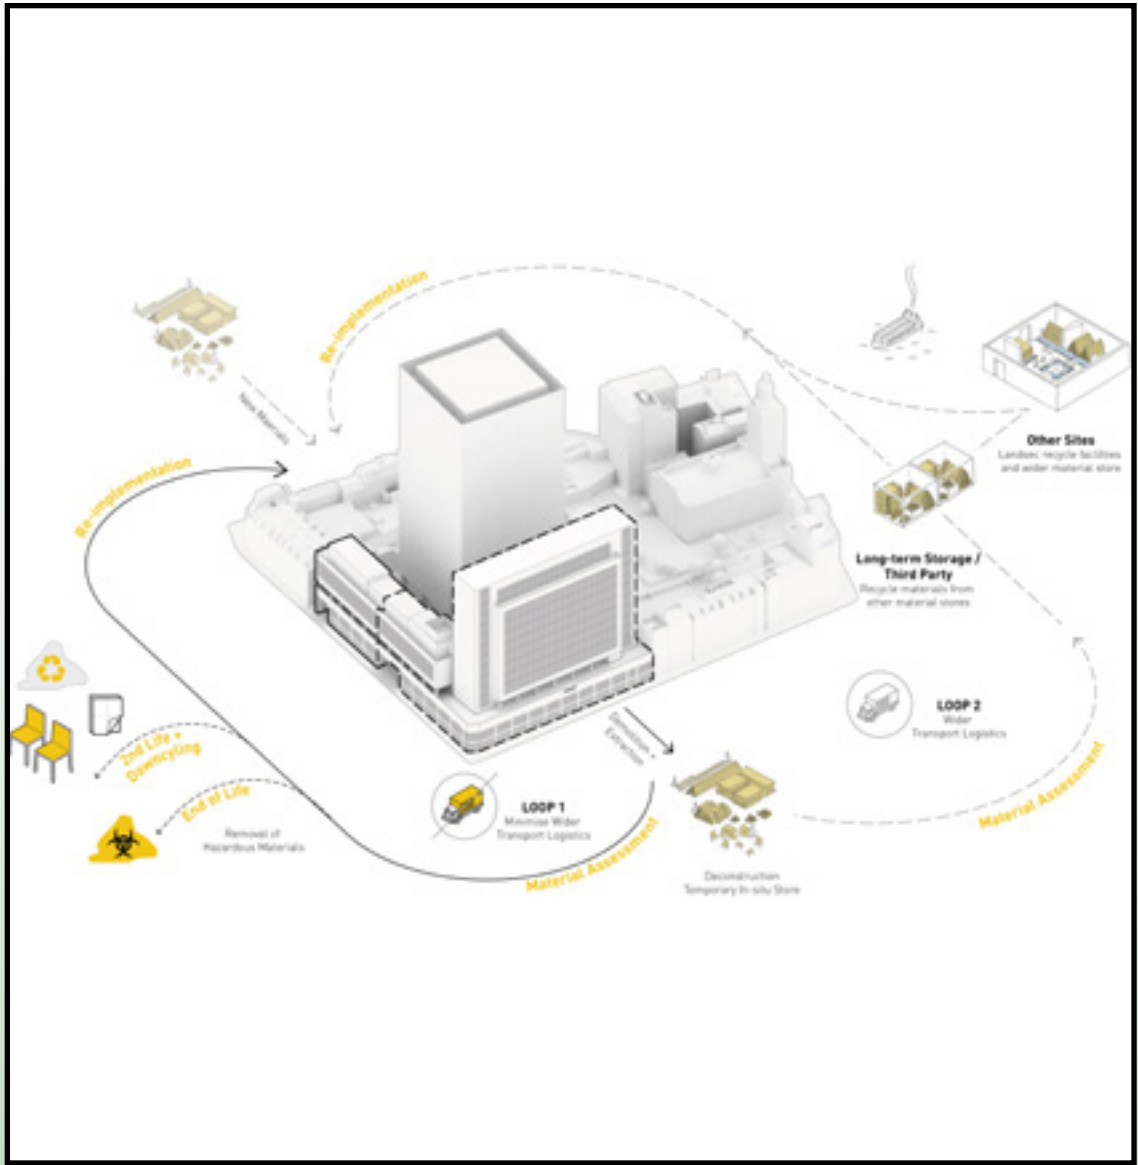 Re-implementation
New Materials
Re-implementation
Other Sites
Landsec recycle facilities
and wider material store
Long-term Storage /
Third Party
Recycle materials from
other material stores
LOOP 2
Wider
Transport Logistics
Material Assessment
Demolition +
Extraction
2nd Life +
Downcyling
End of Life
Removal of
Hazardous Materials
LOOP 1
Minimise Wider
Transport Logistics
Material Assessment
Deconstruction
Temporary In-situ Store